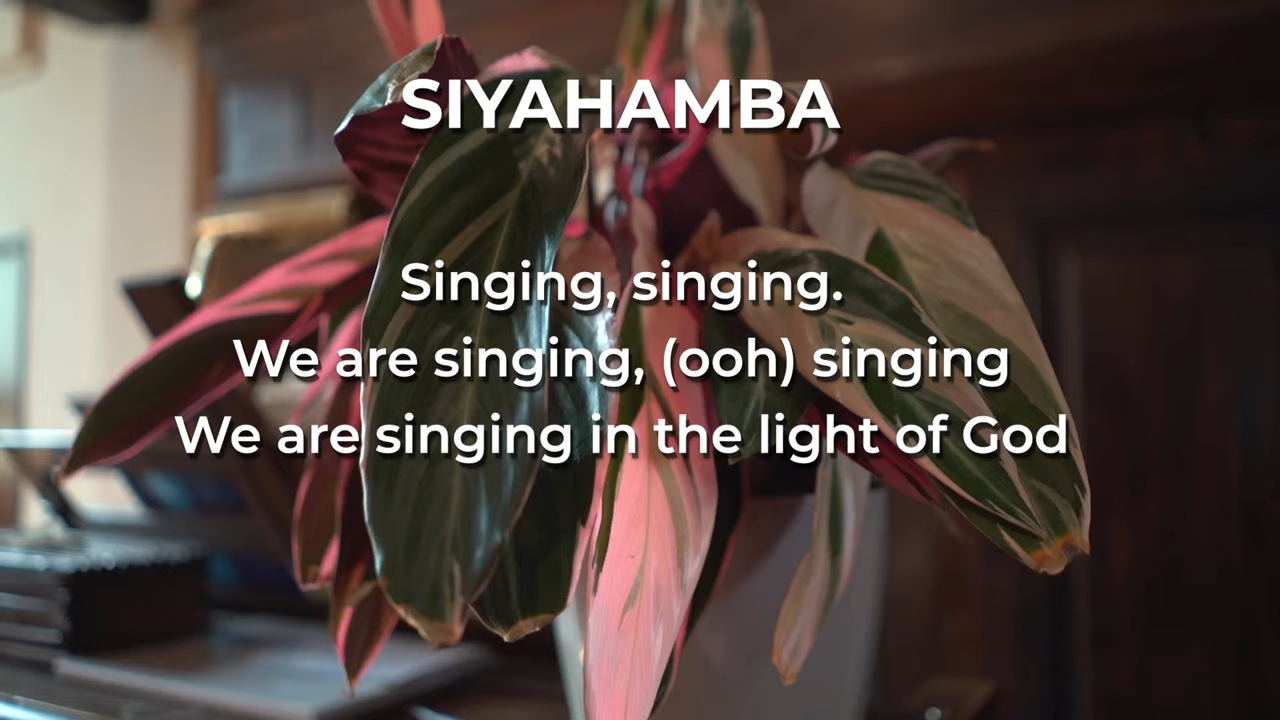 SIYAHAMBA
Singing, singing.
We are singing, (ooh) singing
We are singing in the light of God